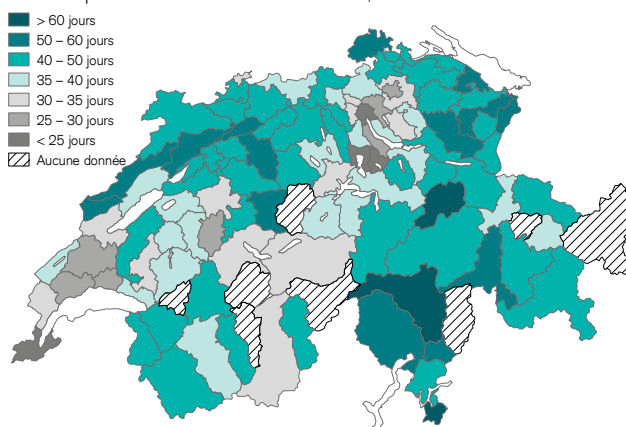 > 60 jours
50 – 60 jours
40 – 50 jours
35 – 40 jours
30 – 35 jours
25 – 30 jours
< 25 jours
Aucune donnée